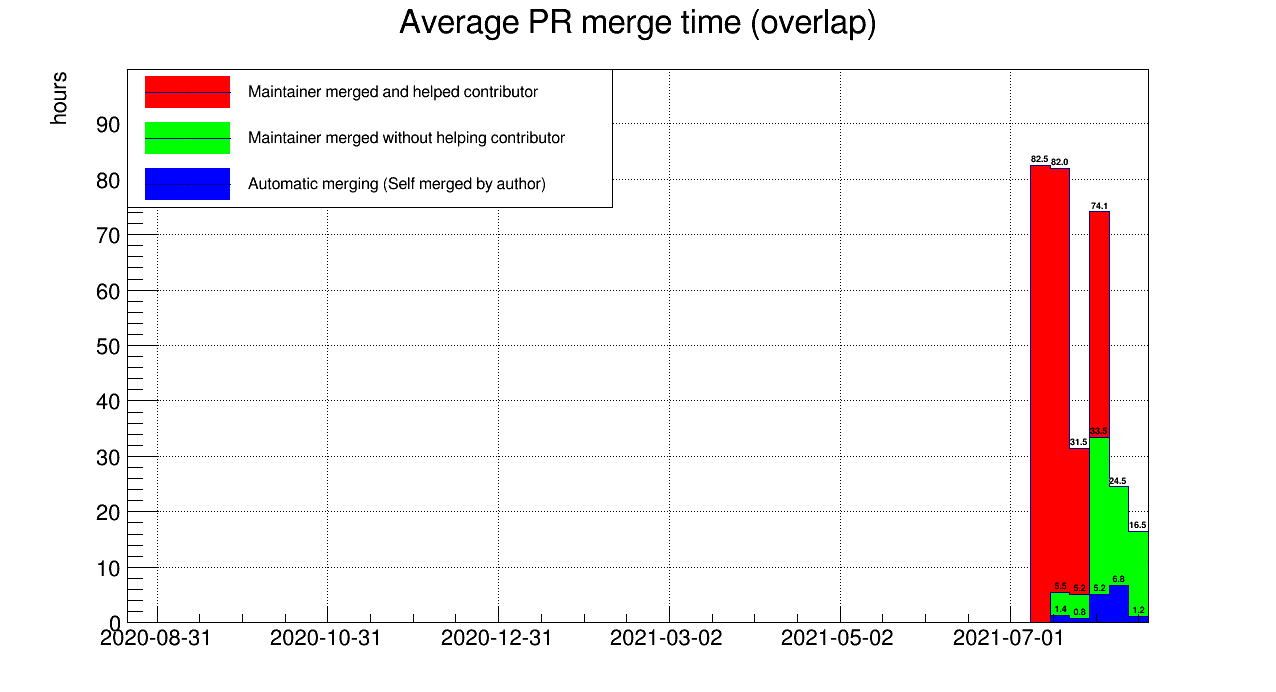 Average PR merge time (overlap)
hours
Maintainer merged and helped contributor
Maintainer merged without helping contributor
Automatic merging (Self merged by author)
90
80
70
60
50
40
30
20
10
0
82.5 82.0
74.1
31.5
33.5
24.5
16.5
5.5 5.2 5.2 6.8
1.4 0.8 1.2
2020-08-31 2020-10-31 2020-12-31 2021-03-02 2021-05-02 2021-07-01